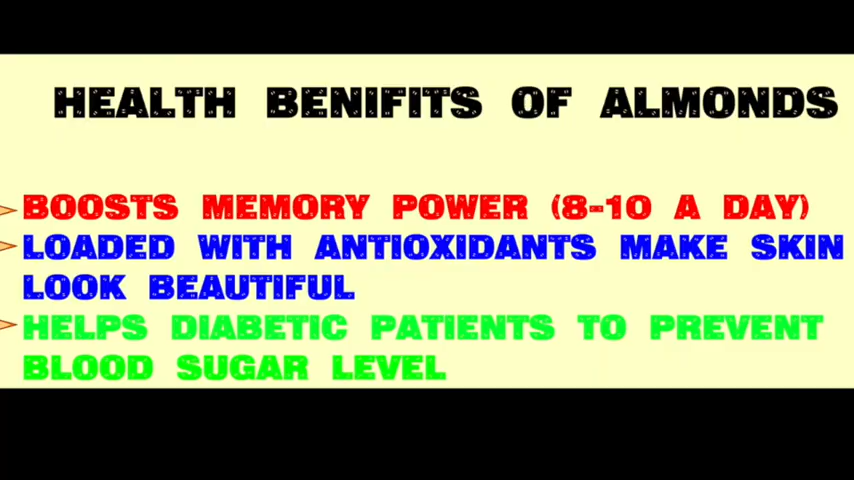 HEALTH BENIFITS OF ALMONDS
BOOSTS MEMORY POWER (8-10 A DAY)
LOADED WITH ANTIOXIDANTS MAKE SKIN
LOOK BEAUTIFUL
HELPS DIABETIC PATIENTS TO PREVENT
BLOOD SUGAR LEVEL